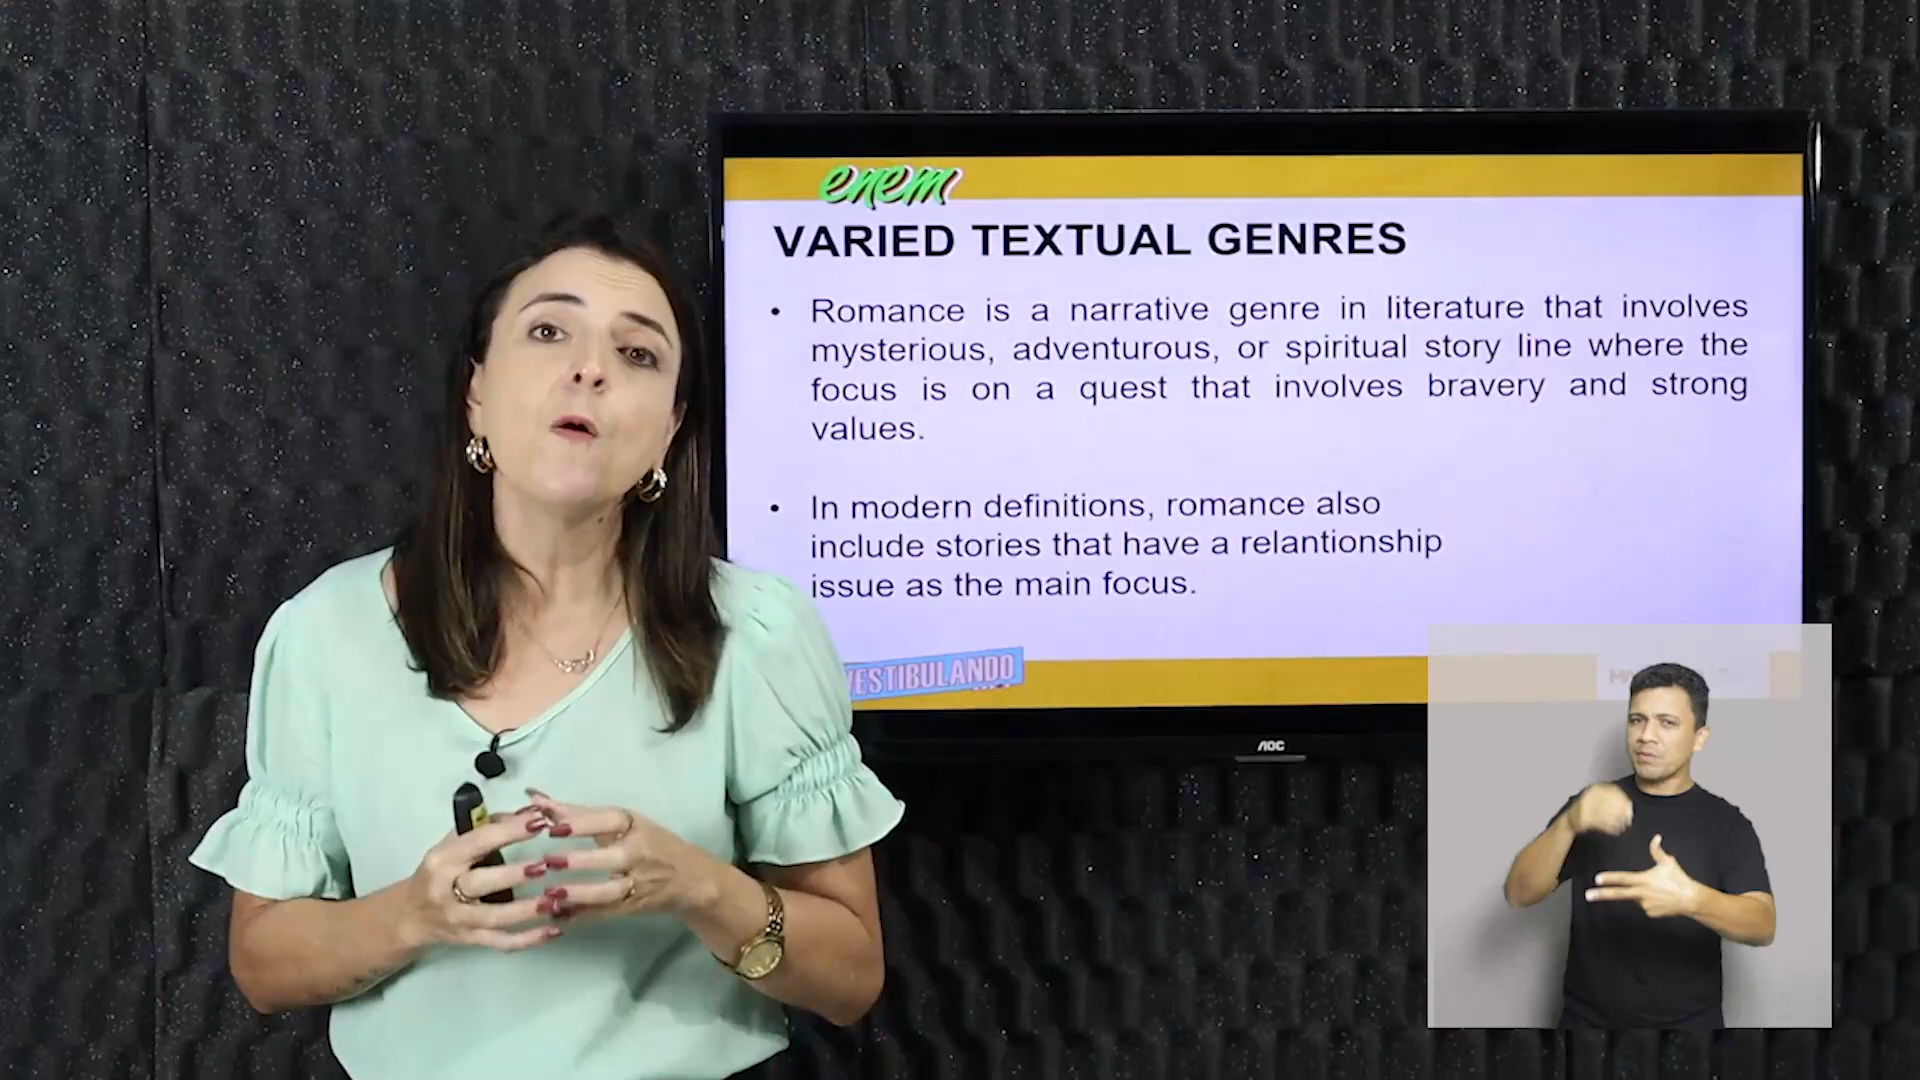 enem
VARIED TEXTUAL GENRES
• Romance is a narrative genre in literature that involves
mysterious, adventurous, or spiritual story line where the
focus is on a quest that involves bravery and strong
values.
• In modern definitions, romance also
include stories that have a relantionship
issue as the main focus.
VESTIBULANDO
AOC